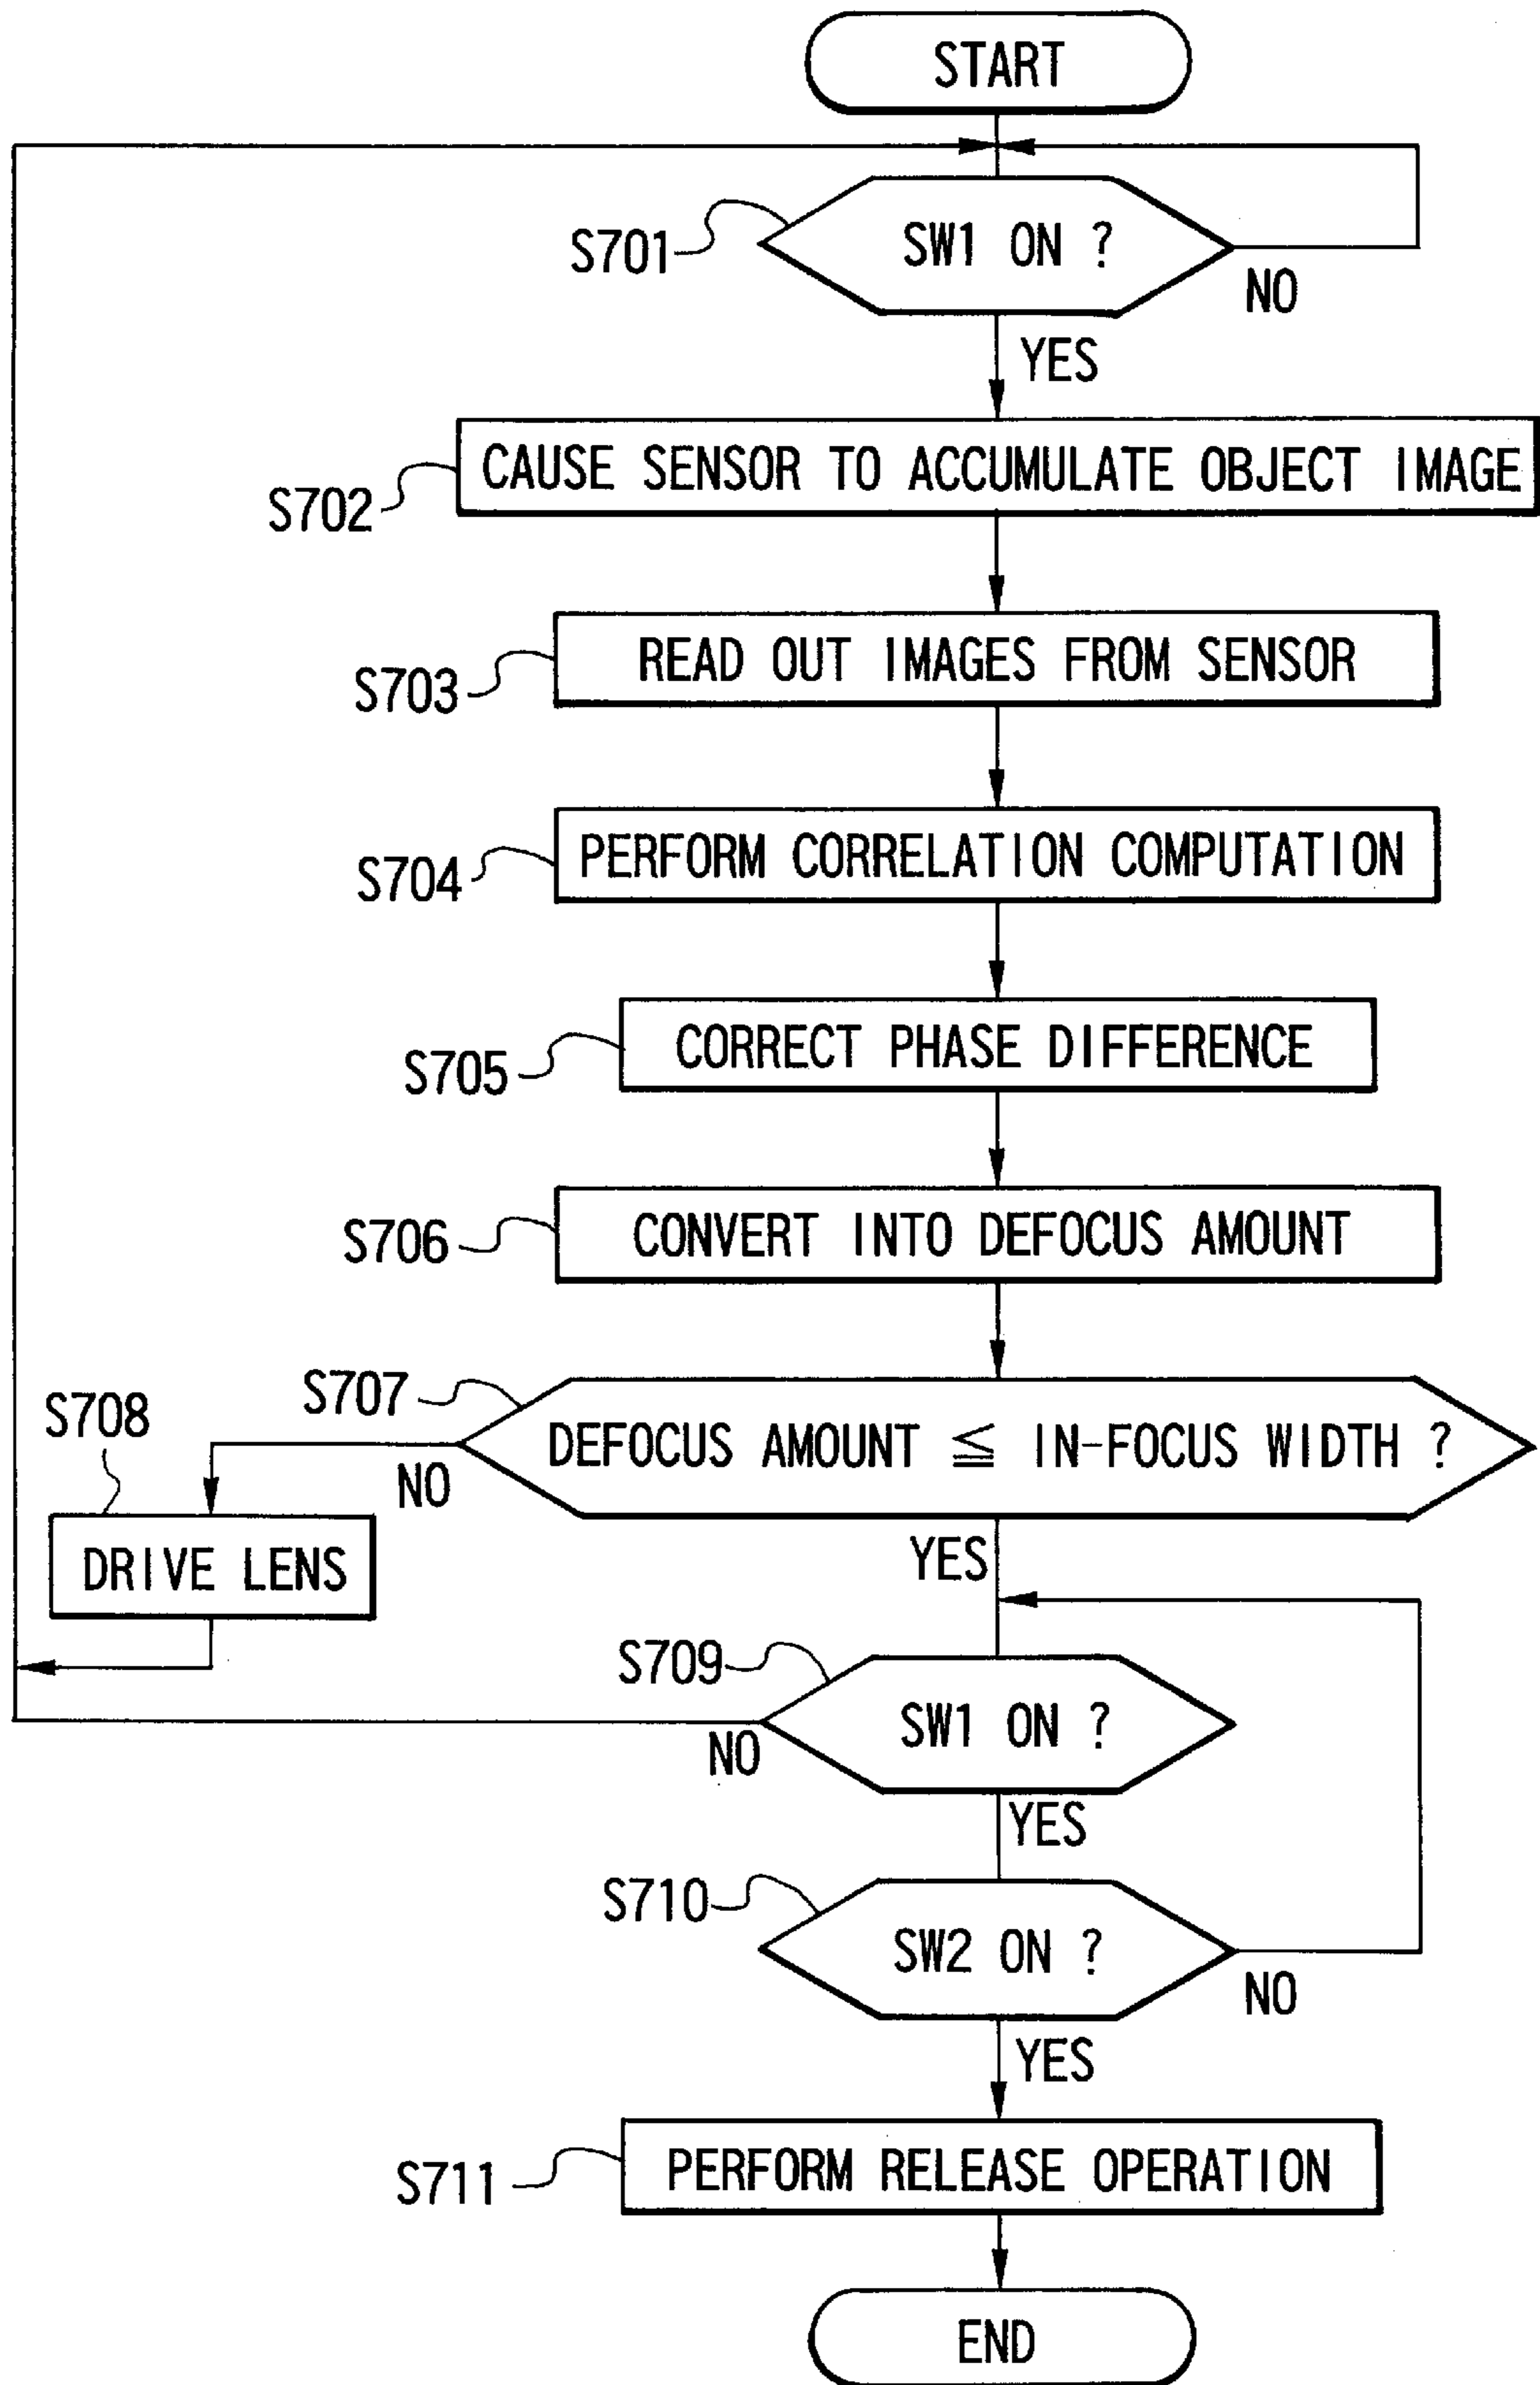 START
S701
SW1 ON ?
NO
YES
S702
CAUSE SENSOR TO ACCUMULATE OBJECT IMAGE
S703
READ OUT IMAGES FROM SENSOR
S704
PERFORM CORRELATION COMPUTATION
S705
CORRECT PHASE DIFFERENCE
S706
CONVERT INTO DEFOCUS AMOUNT
S707
DEFOCUS AMOUNT ≦ IN-FOCUS WIDTH ?
NO
YES
S708
DRIVE LENS
S709
SW1 ON ?
NO
YES
S710
SW2 ON ?
NO
YES
S711
PERFORM RELEASE OPERATION
END